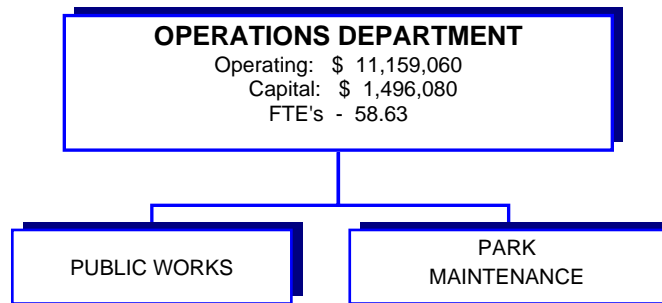 OPERATIONS DEPARTMENT
Operating: $ 11,159,060
Capital: $ 1,496,080
FTE's - 58.63
PUBLIC WORKS
PARK
MAINTENANCE